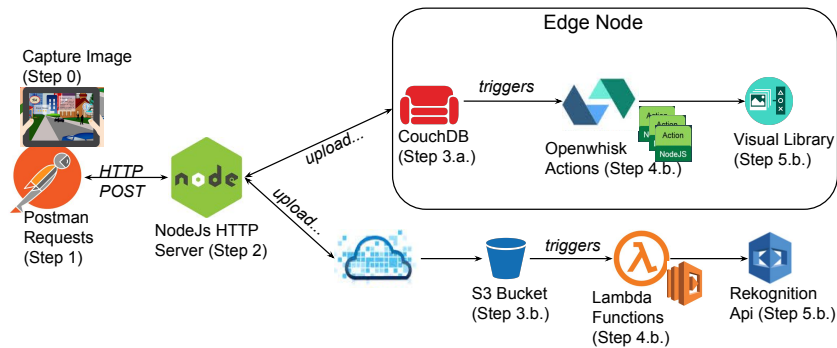 Edge Node
Capture Image
(Step 0)
HTTP
POST
Postman
Requests
(Step 1)
node
NodeJs HTTP
Server (Step 2)
upload...
upload...
CouchDB
(Step 3.a.)
triggers
Openwhisk
Actions (Step 4.b.)
Action
Action
Action
NodeJS
Visual Library
(Step 5.b.)
S3 Bucket
(Step 3.b.)
triggers
Lambda
Functions
(Step 4.b.)
Rekognition
Api (Step 5.b.)